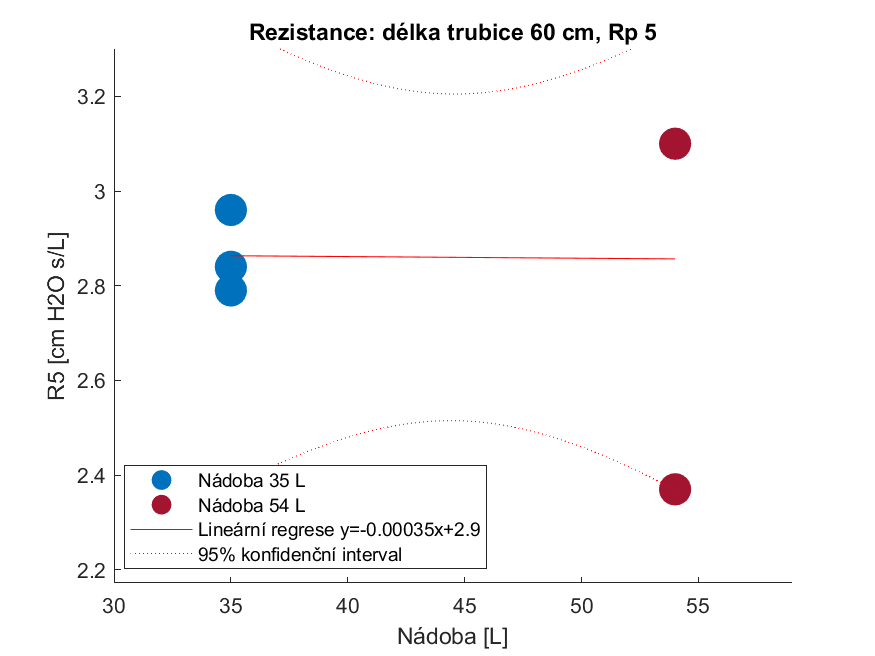 Rezistance: délka trubice 60 cm, Rp 5
3.2
3
2.8
2.6
2.4
2.2
R5 [cm H2O s/L]
Nádoba 35 L
Nádoba 54 L
Lineární regrese y=-0.00035x+2.9
95% konfidenční interval
30 35 40 45 50 55
Nádoba [L]